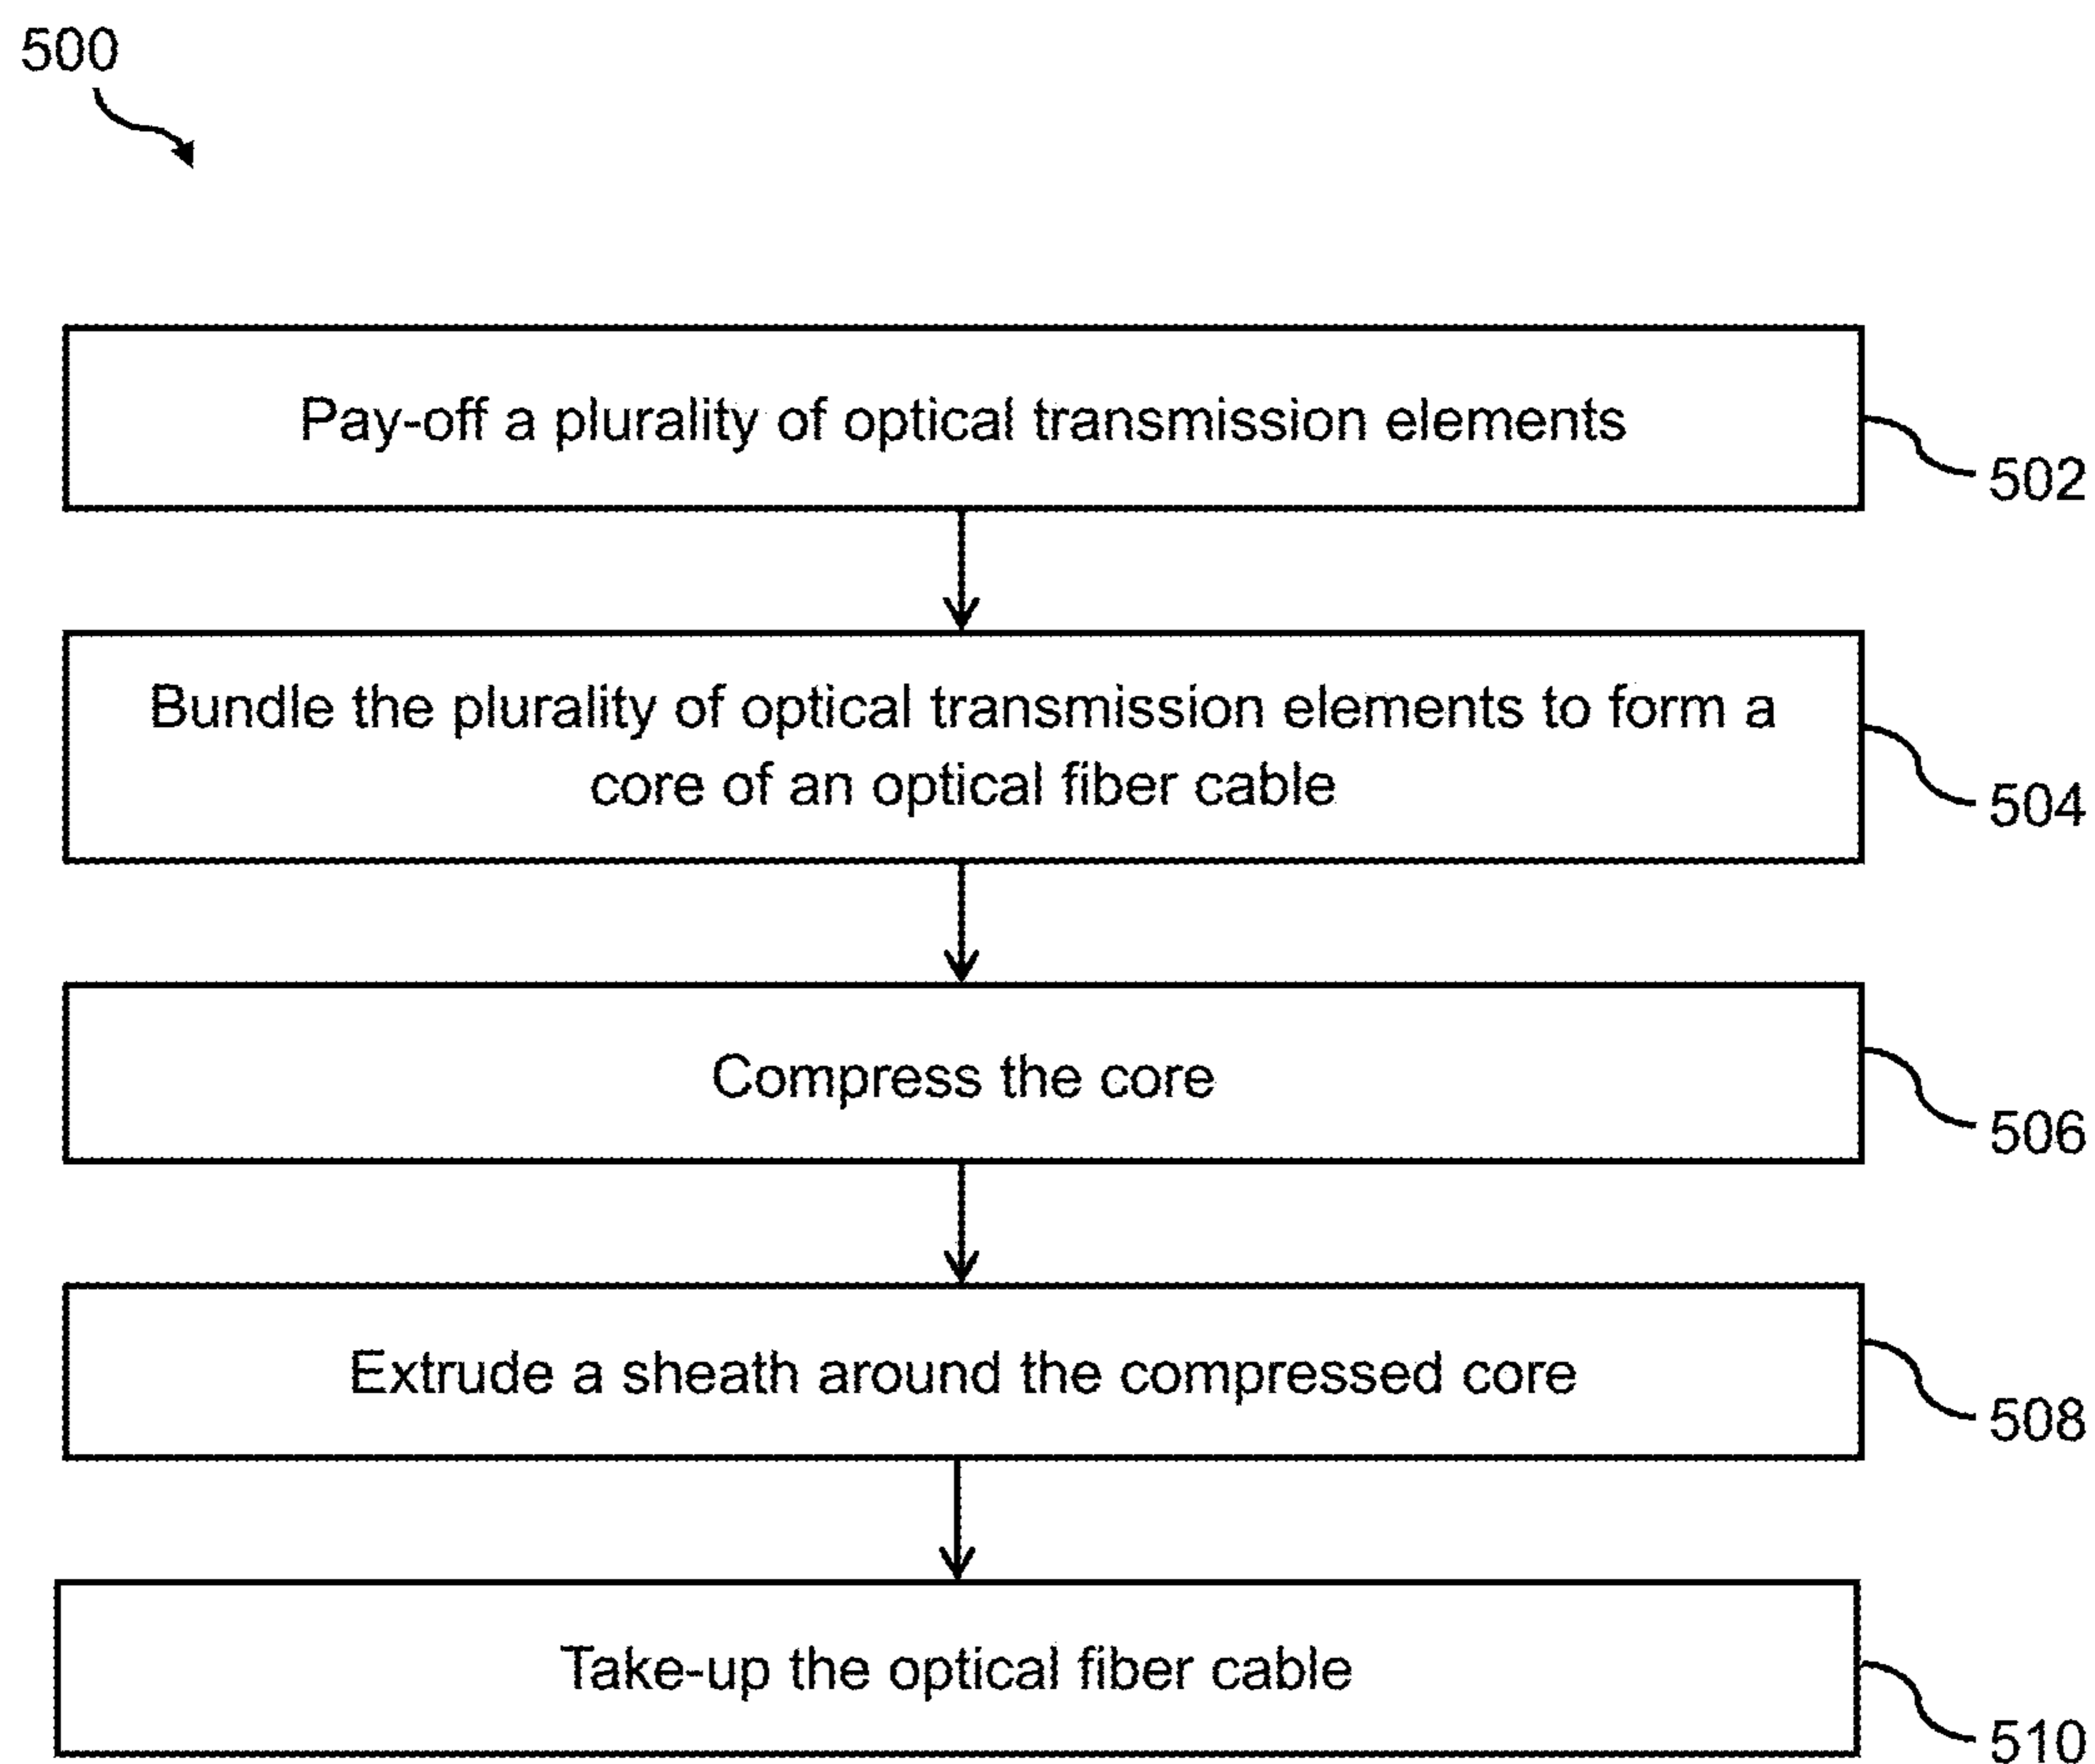 500
Pay-off a plurality of optical transmission elements
502
Bundle the plurality of optical transmission elements to form a
core of an optical fiber cable
504
Compress the core
506
Extrude a sheath around the compressed core
508
Take-up the optical fiber cable
510